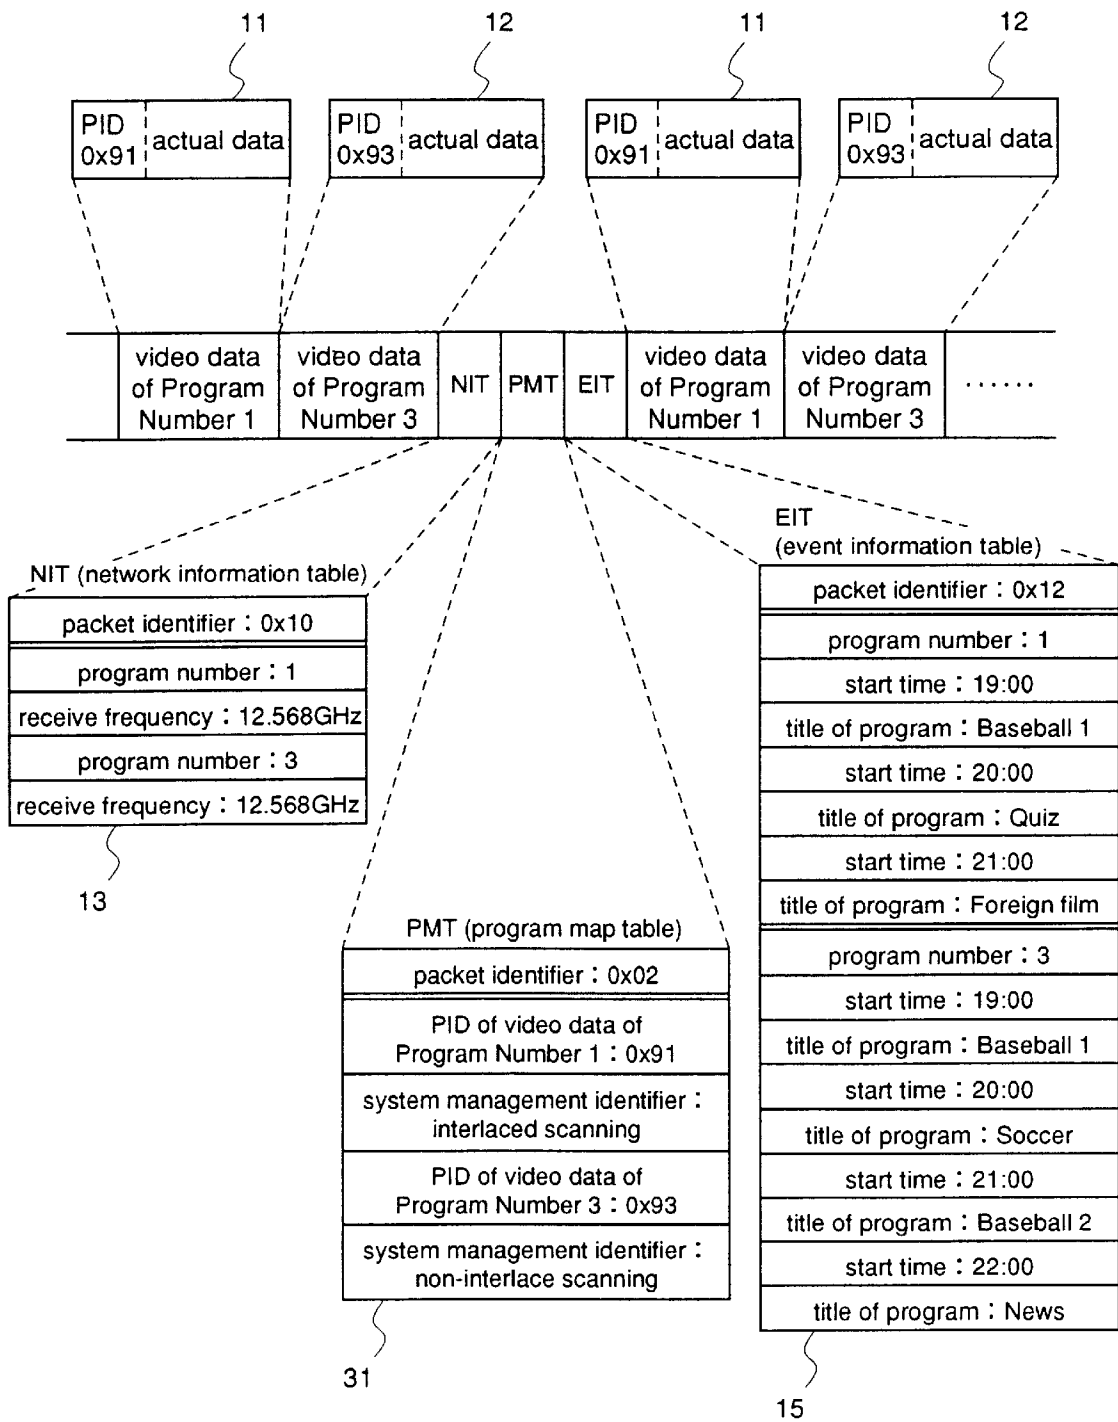 11
12
11
12
PID
0x91
actual data
PID
0x93
actual data
PID
0x91
actual data
PID
0x93
actual data
video data
of Program
Number 1
video data
of Program
Number 3
NIT
PMT
EIT
video data
of Program
Number 1
video data
of Program
Number 3
......
NIT (network information table)
packet identifier : 0x10
program number : 1
receive frequency : 12.568GHz
program number : 3
receive frequency : 12.568GHz
13
PMT (program map table)
packet identifier : 0x02
PID of video data of
Program Number 1 : 0x91
system management identifier :
interlaced scanning
PID of video data of
Program Number 3 : 0x93
system management identifier :
non-interlace scanning
31
EIT
(event information table)
packet identifier : 0x12
program number : 1
start time : 19:00
title of program : Baseball 1
start time : 20:00
title of program : Quiz
start time : 21:00
title of program : Foreign film
program number : 3
start time : 19:00
title of program : Baseball 1
start time : 20:00
title of program : Soccer
start time : 21:00
title of program : Baseball 2
start time : 22:00
title of program : News
15